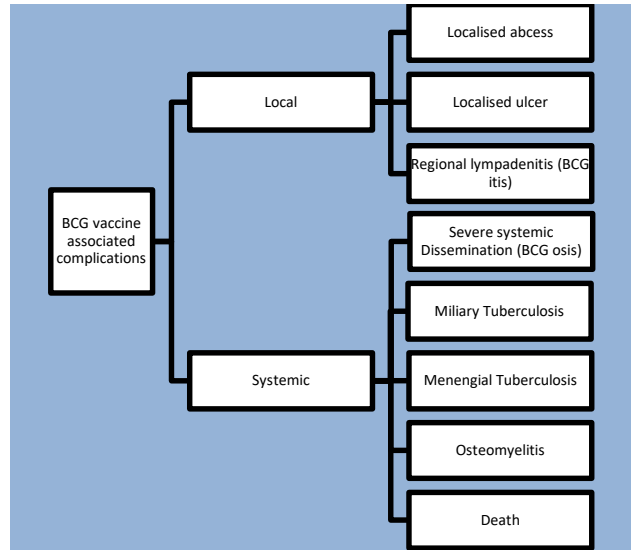 BCG vaccine
associated
complications
Local
Localised abcess
Localised ulcer
Regional lympadenitis (BCG
itis)
Systemic
Severe systemic
Dissemination (BCG osis)
Miliary Tuberculosis
Menengial Tuberculosis
Osteomyelitis
Death